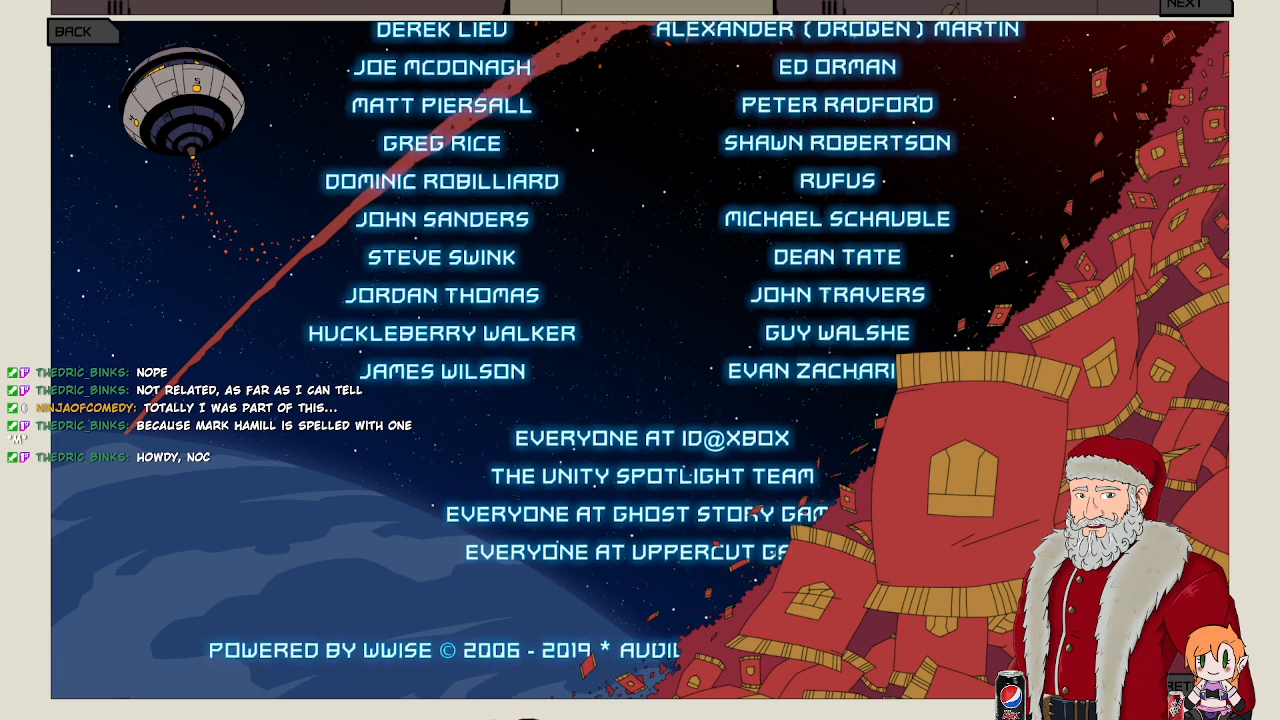 NEXT
BACK
DEREK LIEU
ALEXANDER (DROQEN) MARTIN
JOE MCDONAGH
ED ORMAN
MATT PIERSALL
PETER RADFORD
GREG RICE
SHAWN ROBERTSON
DOMINIC ROBILLIARD
RUFUS
JOHN SANDERS
MICHAEL SCHAUBLE
STEVE SWINK
DEAN TATE
JORDAN THOMAS
JOHN TRAVERS
HUCKLEBERRY WALKER
GUY WALSHE
JAMES WILSON
EVAN ZACHARI
THEDRIC_BINKS: NOPE
THEDRIC_BINKS: NOT RELATED, AS FAR AS I CAN TELL
NINJAOFCOMEDY: TOTALLY I WAS PART OF THIS...
THEDRIC_BINKS: BECAUSE MARK HAMILL IS SPELLED WITH ONE
"M"
THEDRIC_BINKS: HOWDY, NOC
EVERYONE AT ID@XBOX
THE UNITY SPOTLIGHT TEAM
EVERYONE AT GHOST STORY GAM
EVERYONE AT UPPERCUT GA
POWERED BY WWISE © 2006 - 2019 * AUDI
RET